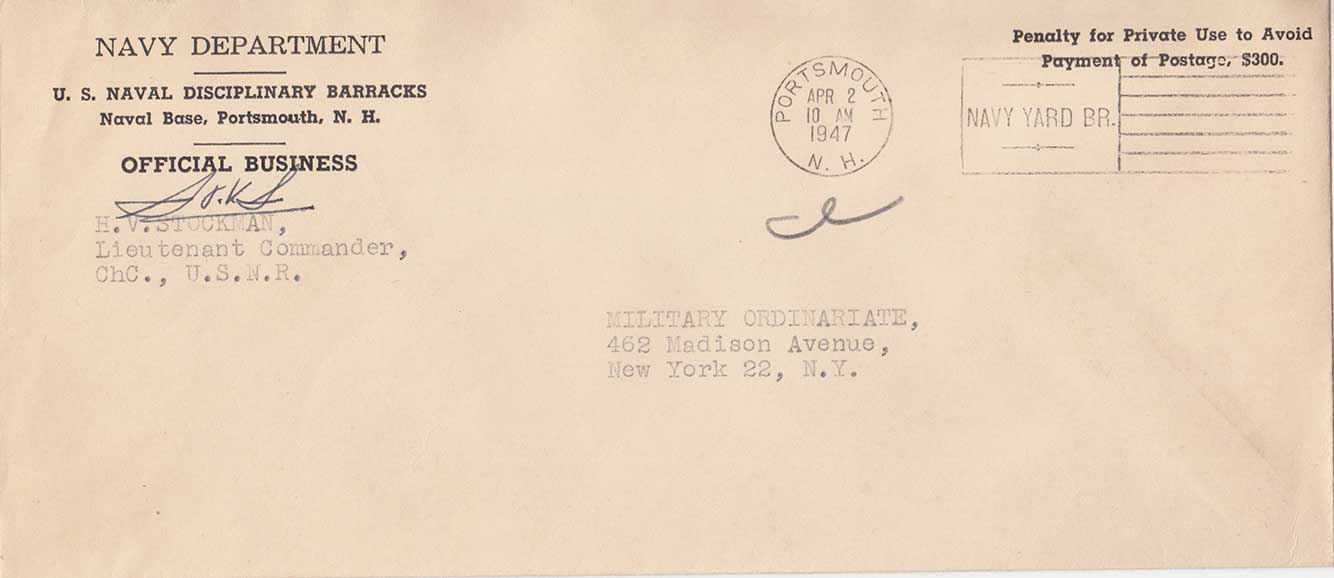 NAVY DEPARTMENT
U. S. NAVAL DISCIPLINARY BARRACKS
Naval Base, Portsmouth, N. H.
OFFICIAL BUSINESS
H.V.STOCKMAN,
Lieutenant Commander,
ChC., U.S.N.R.
Penalty for Private Use to Avoid
Payment of Postage, $300.
PORTSMOUTH
APR 2
10 AM
1947
N. H.
NAVY YARD BR.
MILITARY ORDINARIATE,
462 Madison Avenue,
New York 22, N.Y.